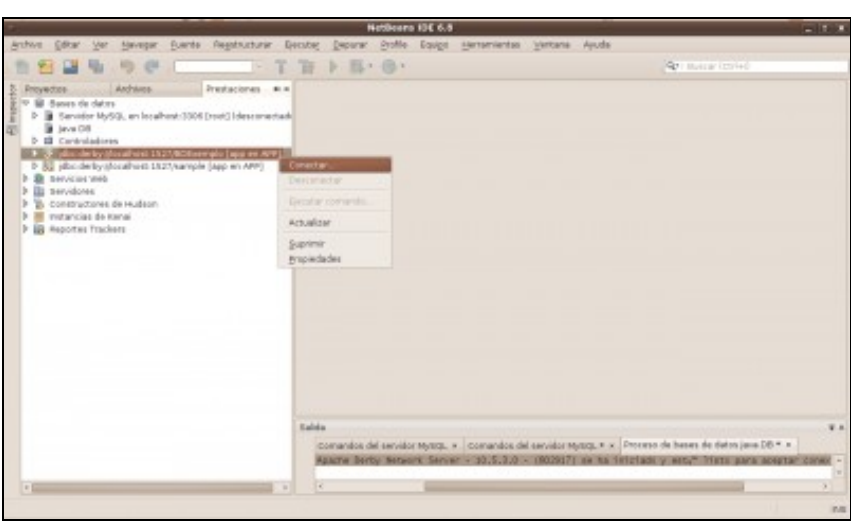 NetBeans IDE 6.8
Archivo Editar Ver Navegar Fuente Reestructurar Ejecutar Depurar Profile Equipo Herramientas Ventana Ayuda
Buscar (Ctrl+I)
Proyectos Archivos Prestaciones
Bases de datos
Servidor MySQL en localhost:3306 [root] (desconectado
Java DB
Controladores
jdbc:derby://localhost:1527/BDEjemplo [app en APP]
jdbc:derby://localhost:1527/sample [app en APP]
Servicios Web
Servidores
Constructores de Hudson
Instancias de Kenai
Reportes Trackers
Conectar...
Desconectar
Ejecutar comando...
Actualizar
Suprimir
Propiedades
Salida
Comandos del servidor MySQL Comandos del servidor MySQL Proceso de bases de datos Java DB
Apache Derby Network Server - 10.5.3.0 - (802917) se ha iniciado y listo para aceptar conex
INS